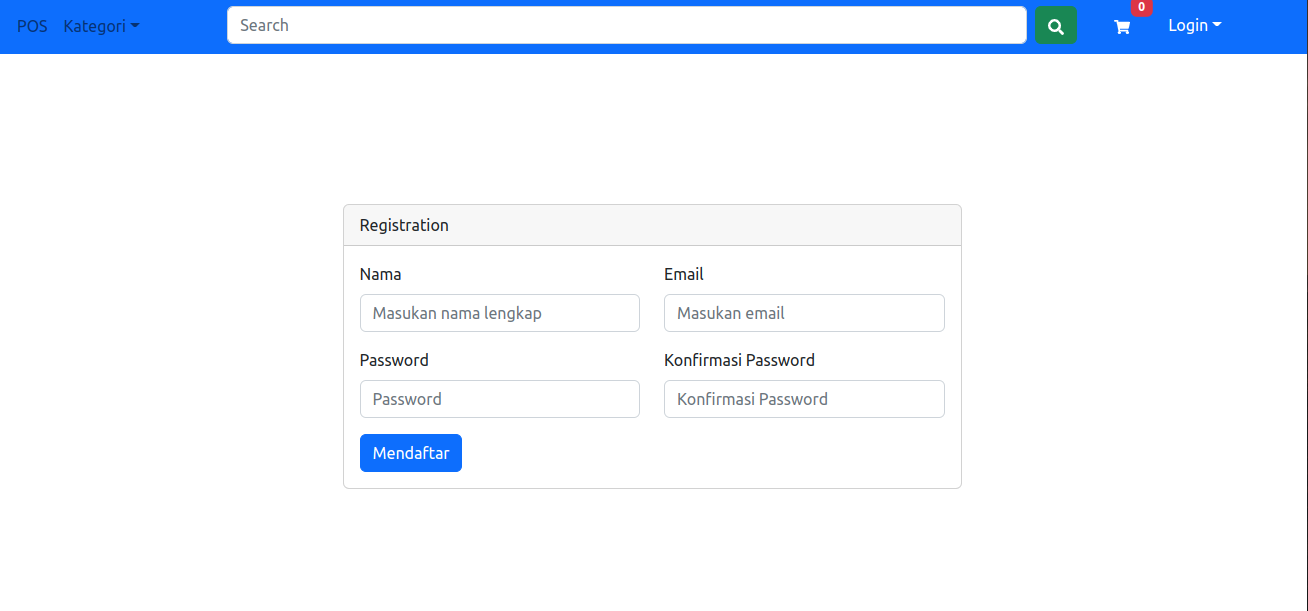 POS Kategori Search 0 Login
Registration
Nama Email
Masukan nama lengkap Masukan email
Password Konfirmasi Password
Password Konfirmasi Password
Mendaftar